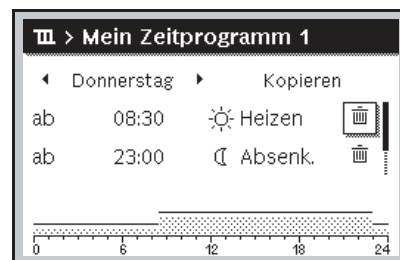 > Mein Zeitprogramm 1
Donnerstag Kopieren
ab 08:30 Heizen
ab 23:00 Absenk.
0 6 12 18 24